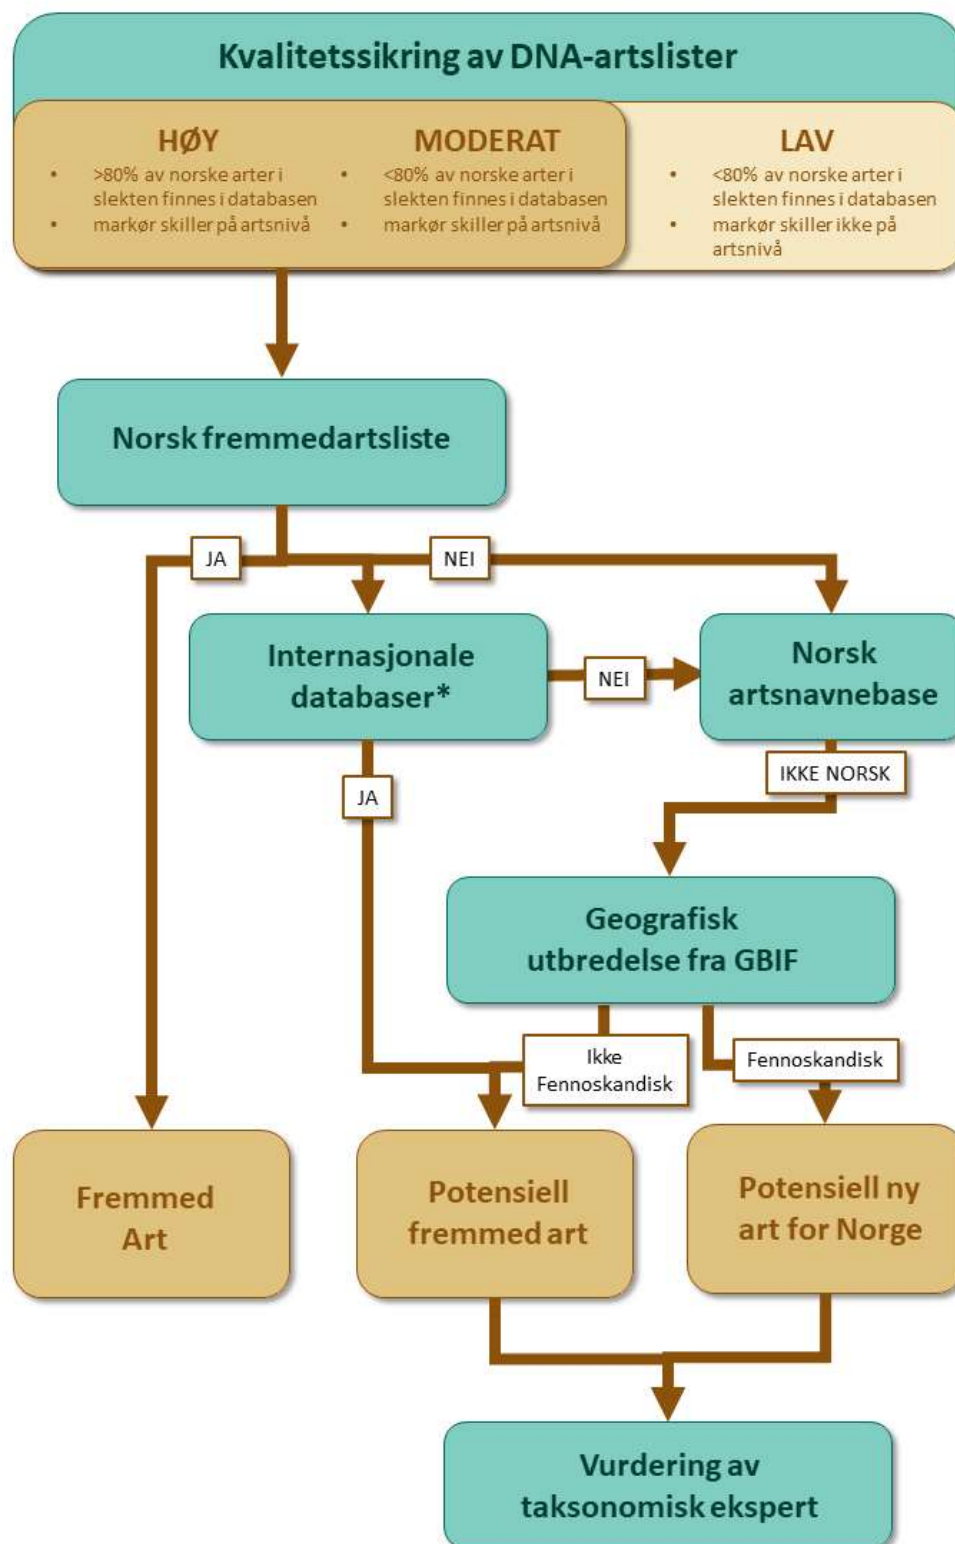 Kvalitetssikring av DNA-artslister
HØY
• >80% av norske arter i
slekten finnes i databasen
• markør skiller på artsnivå
MODERAT
• <80% av norske arter i
slekten finnes i databasen
• markør skiller på artsnivå
LAV
• <80% av norske arter i
slekten finnes i databasen
• markør skiller ikke på
artsnivå
Norsk fremmedartsliste
JA
NEI
Internasjonale
databaser*
NEI
Norsk
artsnavnebase
JA
IKKE NORSK
Geografisk
utbredelse fra GBIF
Ikke
Fennoskandisk
Fennoskandisk
Fremmed
Art
Potensiell
fremmed art
Potensiell ny
art for Norge
Vurdering av
taksonomisk ekspert